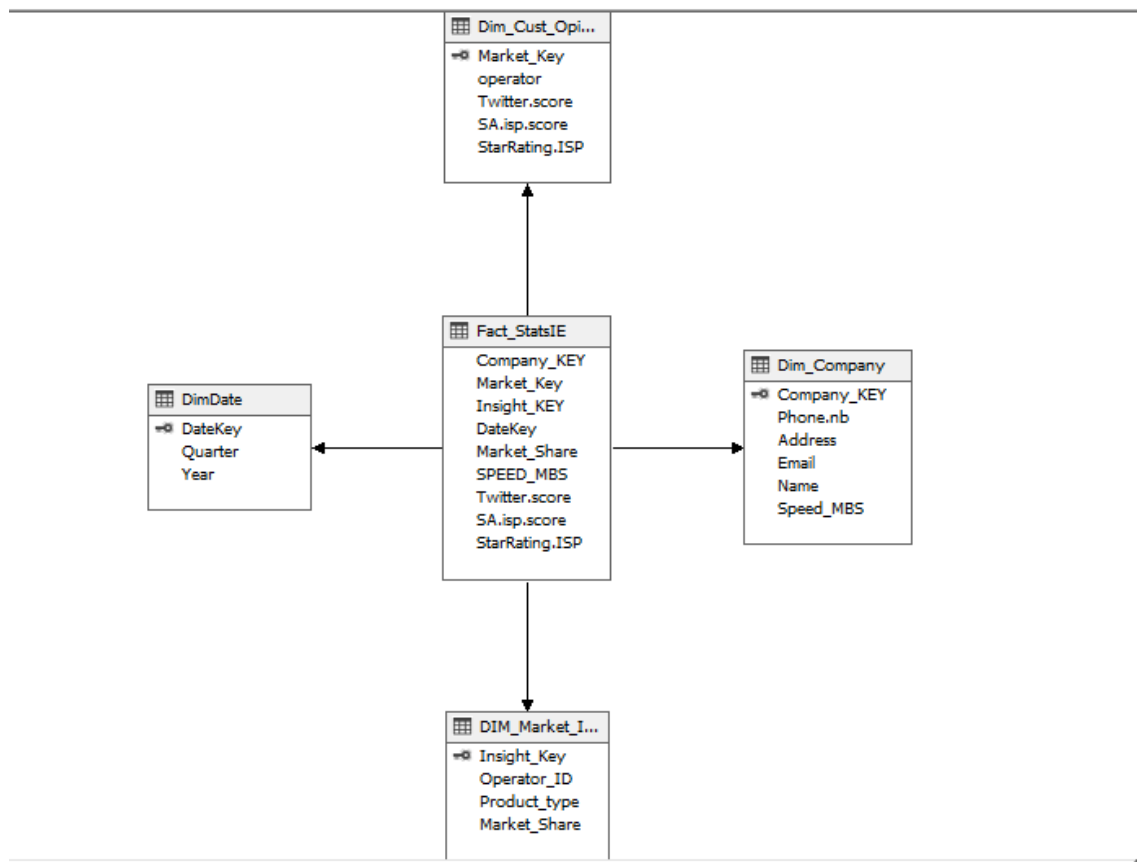 Dim_Cust_Opi...
Market_Key
operator
Twitter.score
SA.isp.score
StarRating.ISP
Fact_StatsIE
Company_KEY
Market_Key
Insight_KEY
DateKey
Market_Share
SPEED_MBS
Twitter.score
SA.isp.score
StarRating.ISP
DimDate
DateKey
Quarter
Year
Dim_Company
Company_KEY
Phone.nb
Address
Email
Name
Speed_MBS
DIM_Market_I...
Insight_Key
Operator_ID
Product_type
Market_Share